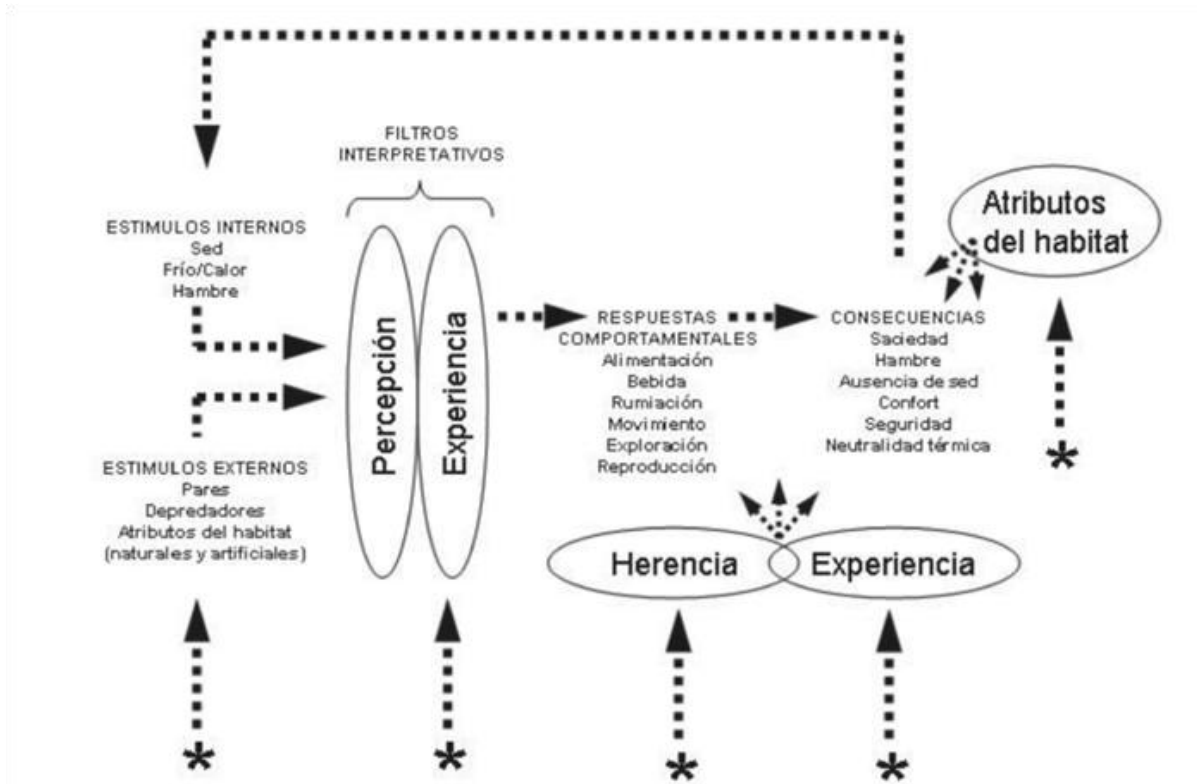 FILTROS
INTERPRETATIVOS
ESTIMULOS INTERNOS
Sed
Frío/Calor
Hambre
Percepción
Experiencia
ESTIMULOS EXTERNOS
Pares
Depredadores
Atributos del habitat
(naturales y artificiales)
RESPUESTAS
COMPORTAMENTALES
Alimentación
Bebida
Rumiación
Movimiento
Exploración
Reproducción
CONSECUENCIAS
Saciedad
Hambre
Ausencia de sed
Confort
Seguridad
Neutralidad térmica
Atributos
del habitat
Herencia
Experiencia
*
*
*
*
*